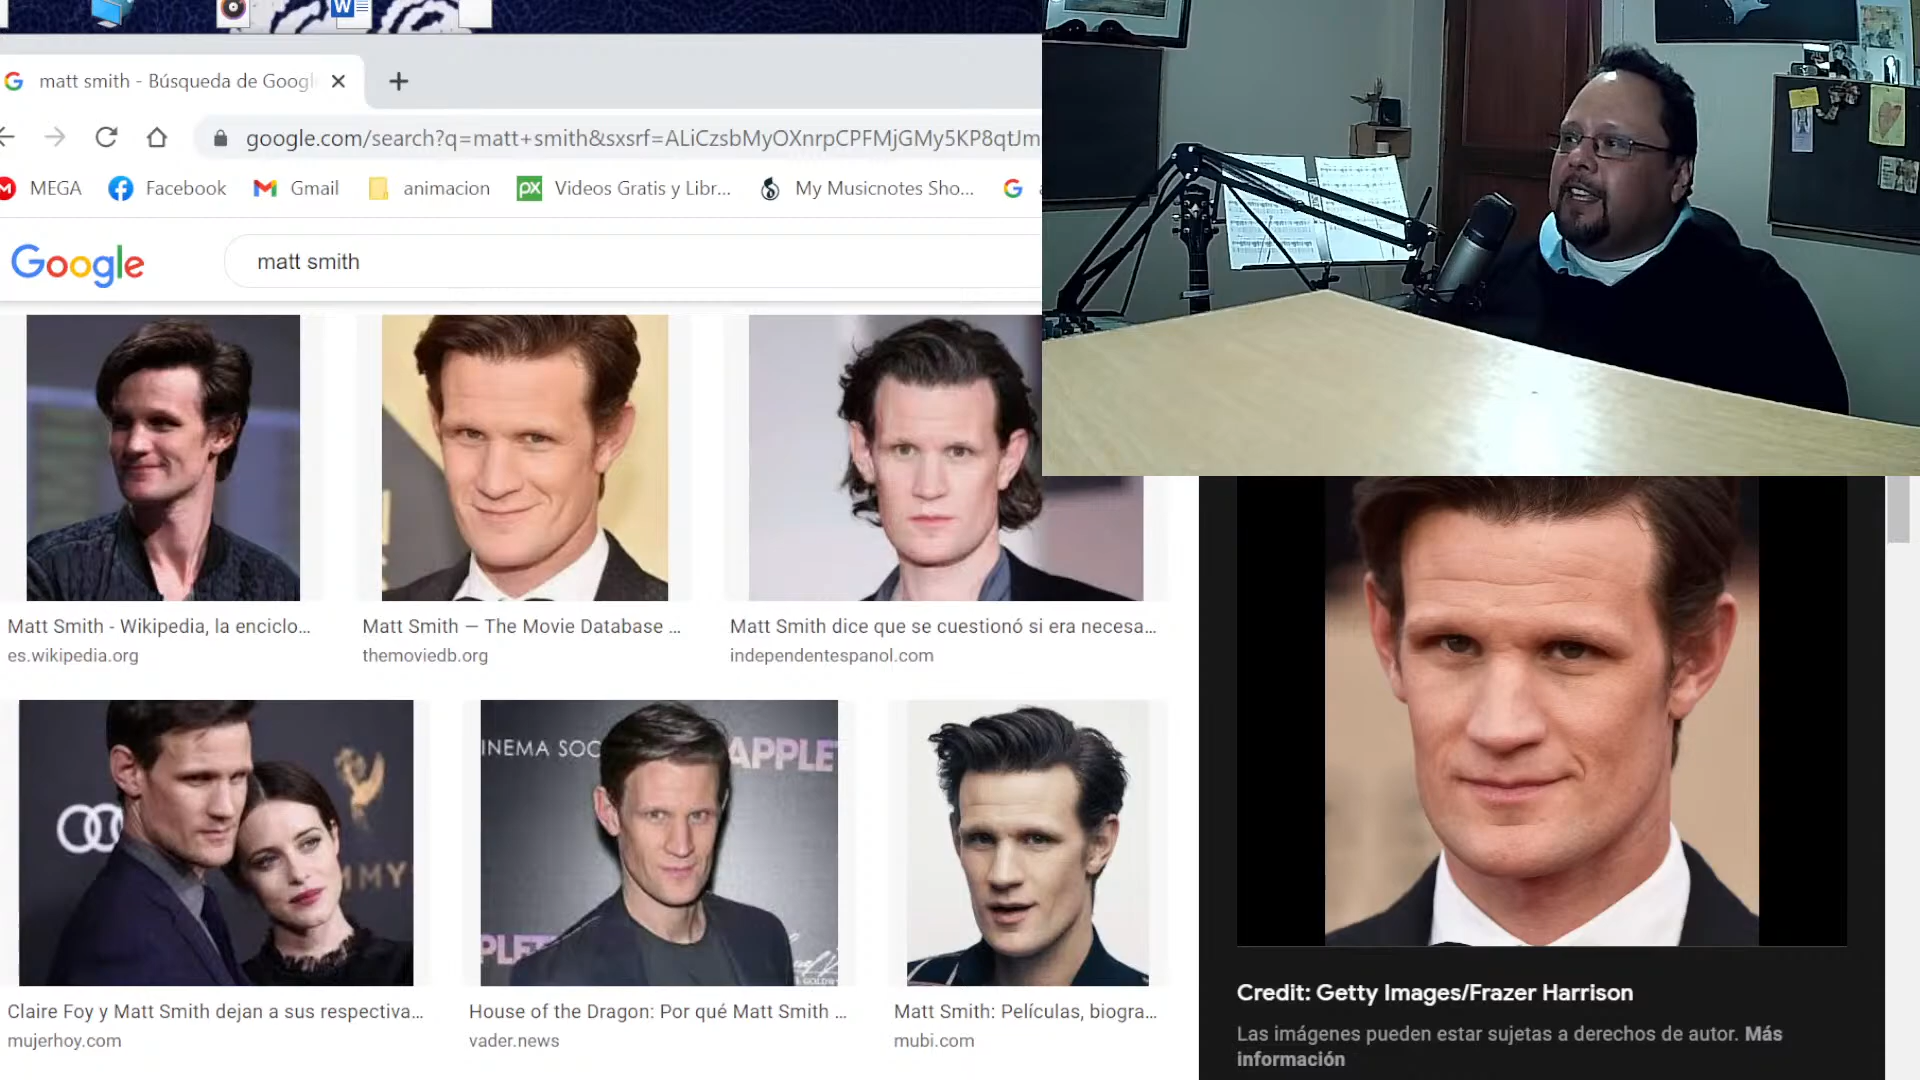 W
matt smith - Búsqueda de Googl
google.com/search?q=matt+smith&sxsrf=ALiCzsbMyOXnrpCPFMjGMy5KP8qtJm
MEGA
Facebook
Gmail
animacion
px
Videos Gratis y Libr...
My Musicnotes Sho...
Google
matt smith
Matt Smith - Wikipedia, la enciclo...
es.wikipedia.org
Matt Smith — The Movie Database ...
themoviedb.org
Matt Smith dice que se cuestionó si era necesa...
independentespanol.com
MMYS
INEMA SOC
APPLET
PLET
Claire Foy y Matt Smith dejan a sus respectiva...
mujerhoy.com
House of the Dragon: Por qué Matt Smith ...
vader.news
Matt Smith: Películas, biogra...
mubi.com
Credit: Getty Images/Frazer Harrison
Las imágenes pueden estar sujetas a derechos de autor. Más
información